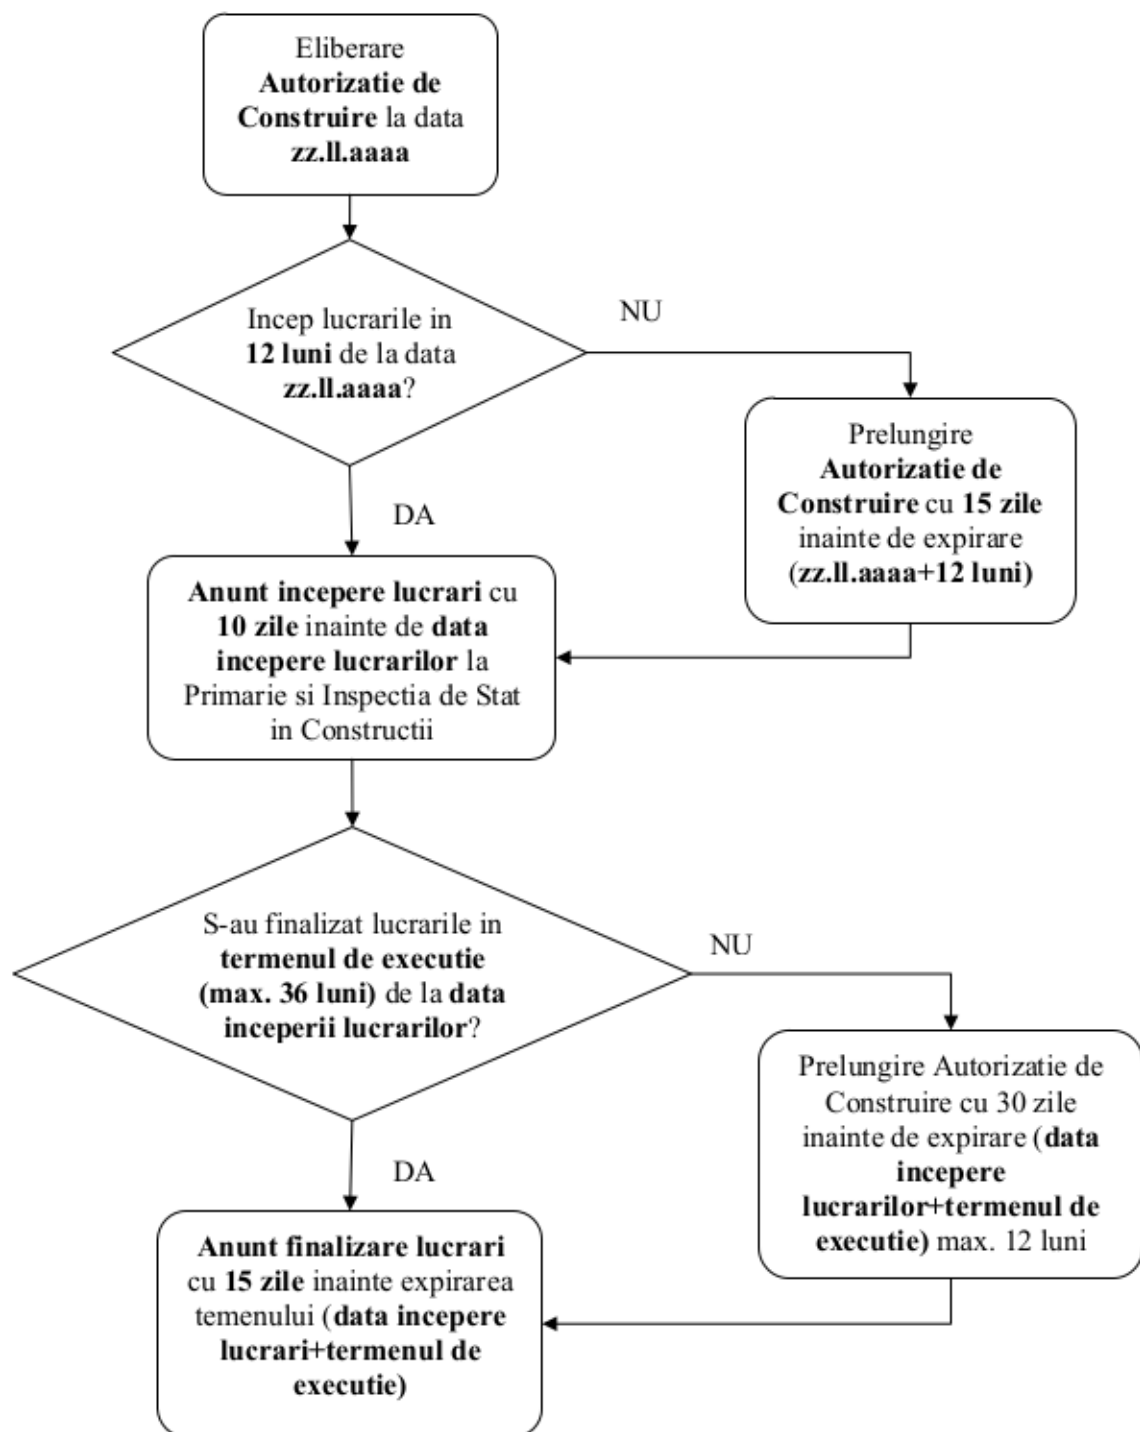 Eliberare
Autorizatie de
Construire la data
zz.ll.aaaa
Incep lucrarile in
12 luni de la data
zz.ll.aaaa?
NU
Prelungire
Autorizatie de
Construire cu 15 zile
inainte de expirare
(zz.ll.aaaa+12 luni)
DA
Anunt incepere lucrari cu
10 zile inainte de data
incepere lucrarilor la
Primarie si Inspectia de Stat
in Constructii
S-au finalizat lucrarile in
termenul de executie
(max. 36 luni) de la data
inceperii lucrarilor?
NU
Prelungire Autorizatie de
Construire cu 30 zile
inainte de expirare (data
incepere
lucrarilor+termenul de
executie) max. 12 luni
DA
Anunt finalizare lucrari
cu 15 zile inainte expirarea
temenului (data incepere
lucrari+termenul de
executie)